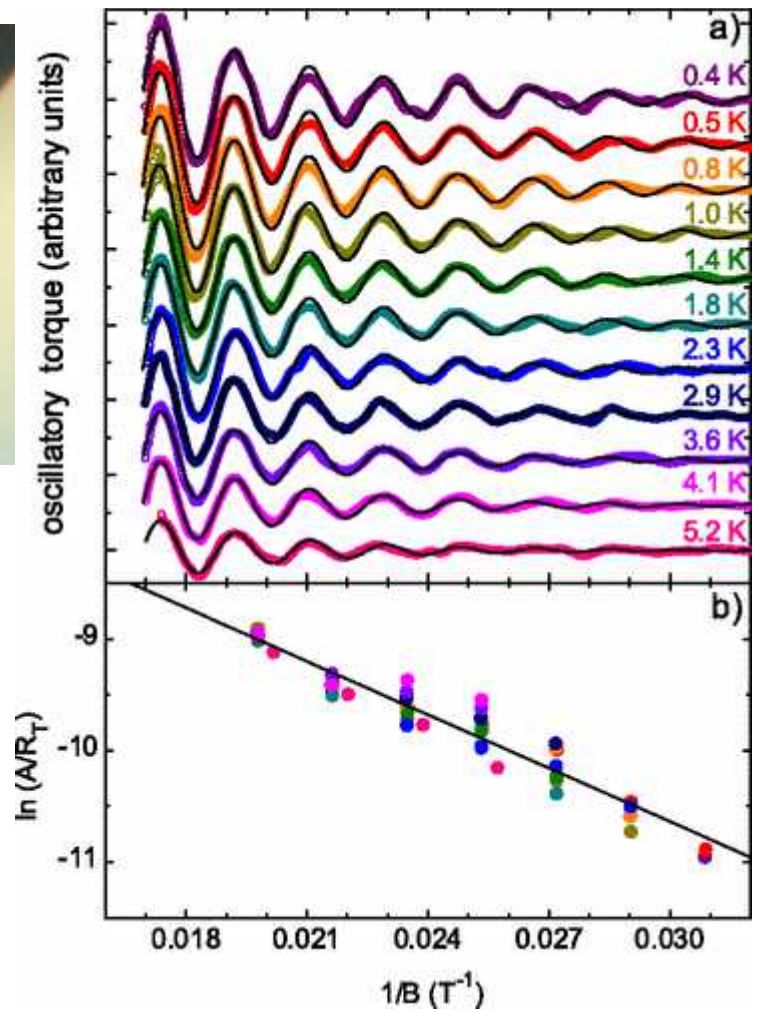 a)
oscillatory torque (arbitrary units)
0.4 K
0.5 K
0.8 K
1.0 K
1.4 K
1.8 K
2.3 K
2.9 K
3.6 K
4.1 K
5.2 K
b)
ln (A/R_T)
-9
-10
-11
0.018 0.021 0.024 0.027 0.030
1/B (T⁻¹)